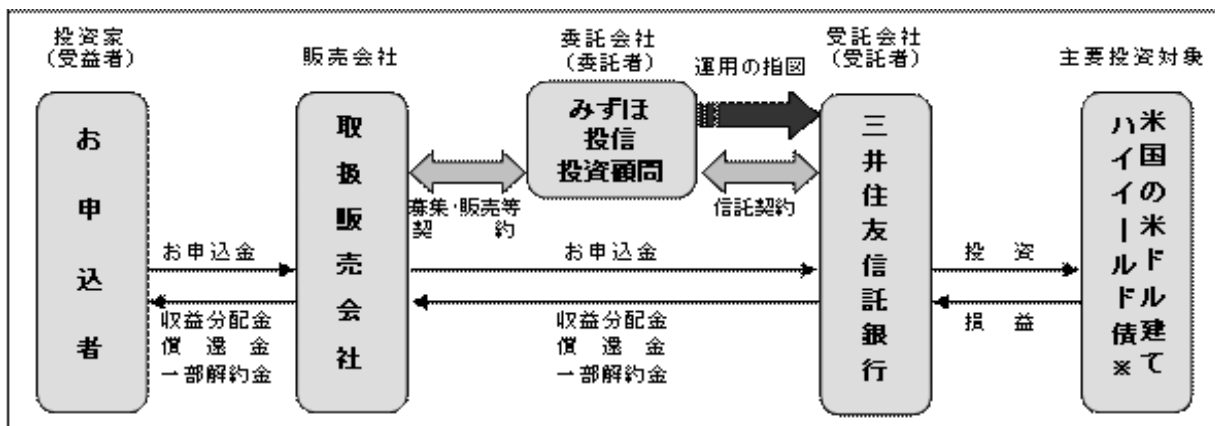 投資家
（受益者）
販売会社
委託会社
（委託者）
運用の指図
受託会社
（受託者）
主要投資対象
お申込者
取扱販売会社
みずほ
投信
投資顧問
三井住友信託銀行
米国の米ドル建て
ハイイールド債※
募集・販売等
契約
信託契約
お申込金
収益分配金
償還金
一部解約金
お申込金
収益分配金
償還金
一部解約金
投資
損益